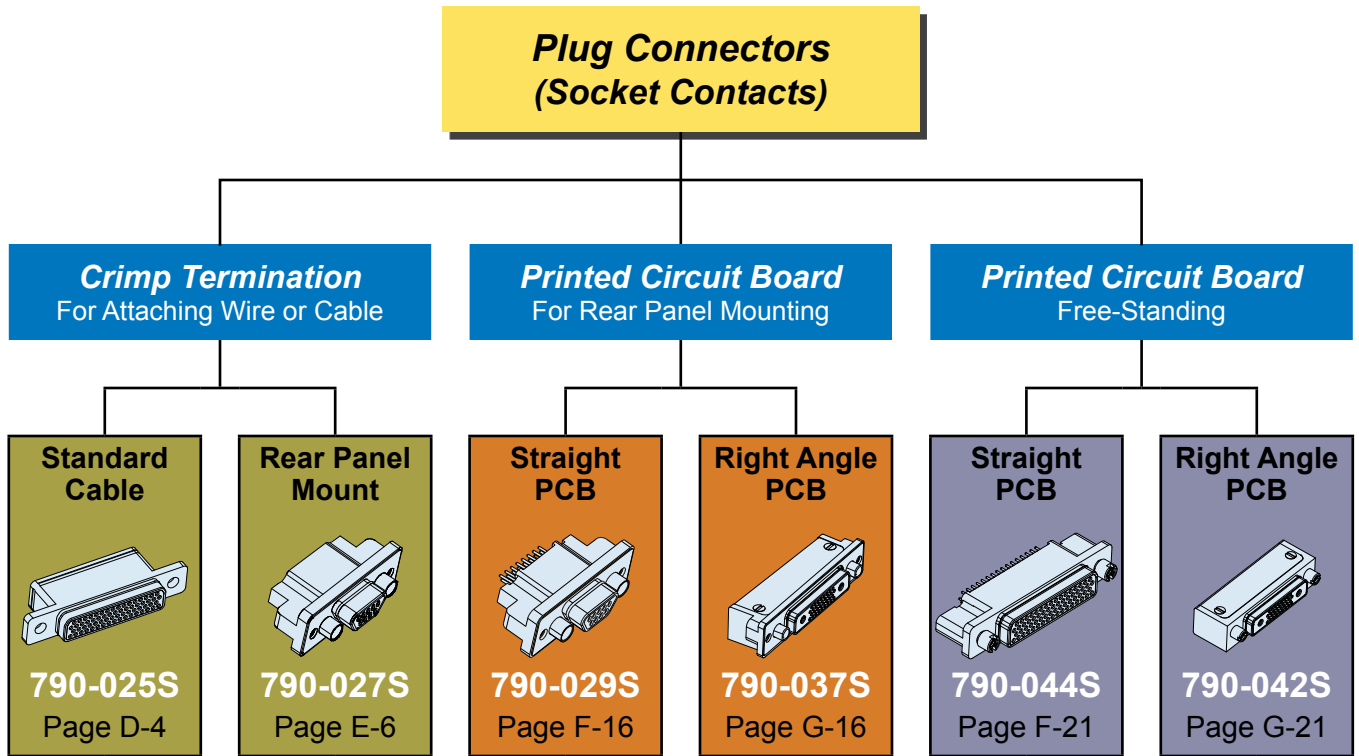 Plug Connectors
(Socket Contacts)
Crimp Termination
For Attaching Wire or Cable
Printed Circuit Board
For Rear Panel Mounting
Printed Circuit Board
Free-Standing
Standard
Cable
790-025S
Page D-4
Rear Panel
Mount
790-027S
Page E-6
Straight
PCB
790-029S
Page F-16
Right Angle
PCB
790-037S
Page G-16
Straight
PCB
790-044S
Page F-21
Right Angle
PCB
790-042S
Page G-21